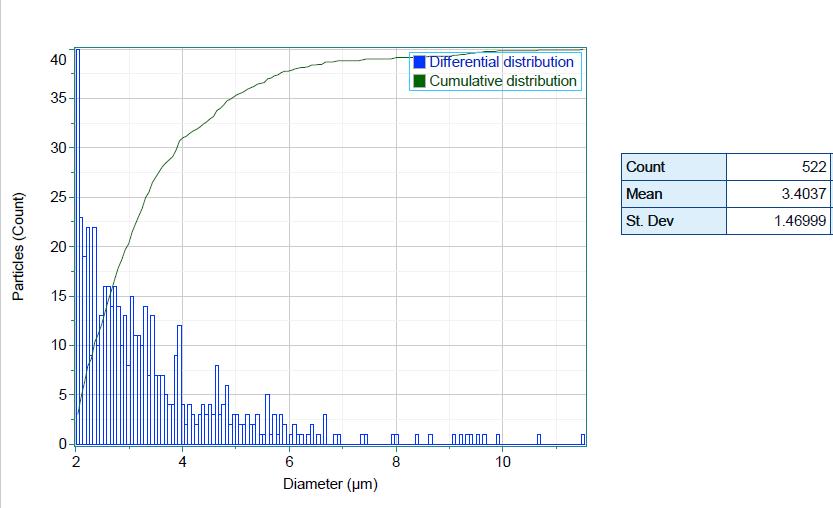 40
35
30
25
20
15
10
5
0
Particles (Count)
2
4
6
8
10
Diameter (µm)
Differential distribution
Cumulative distribution
Count 522
Mean 3.4037
St. Dev 1.46999